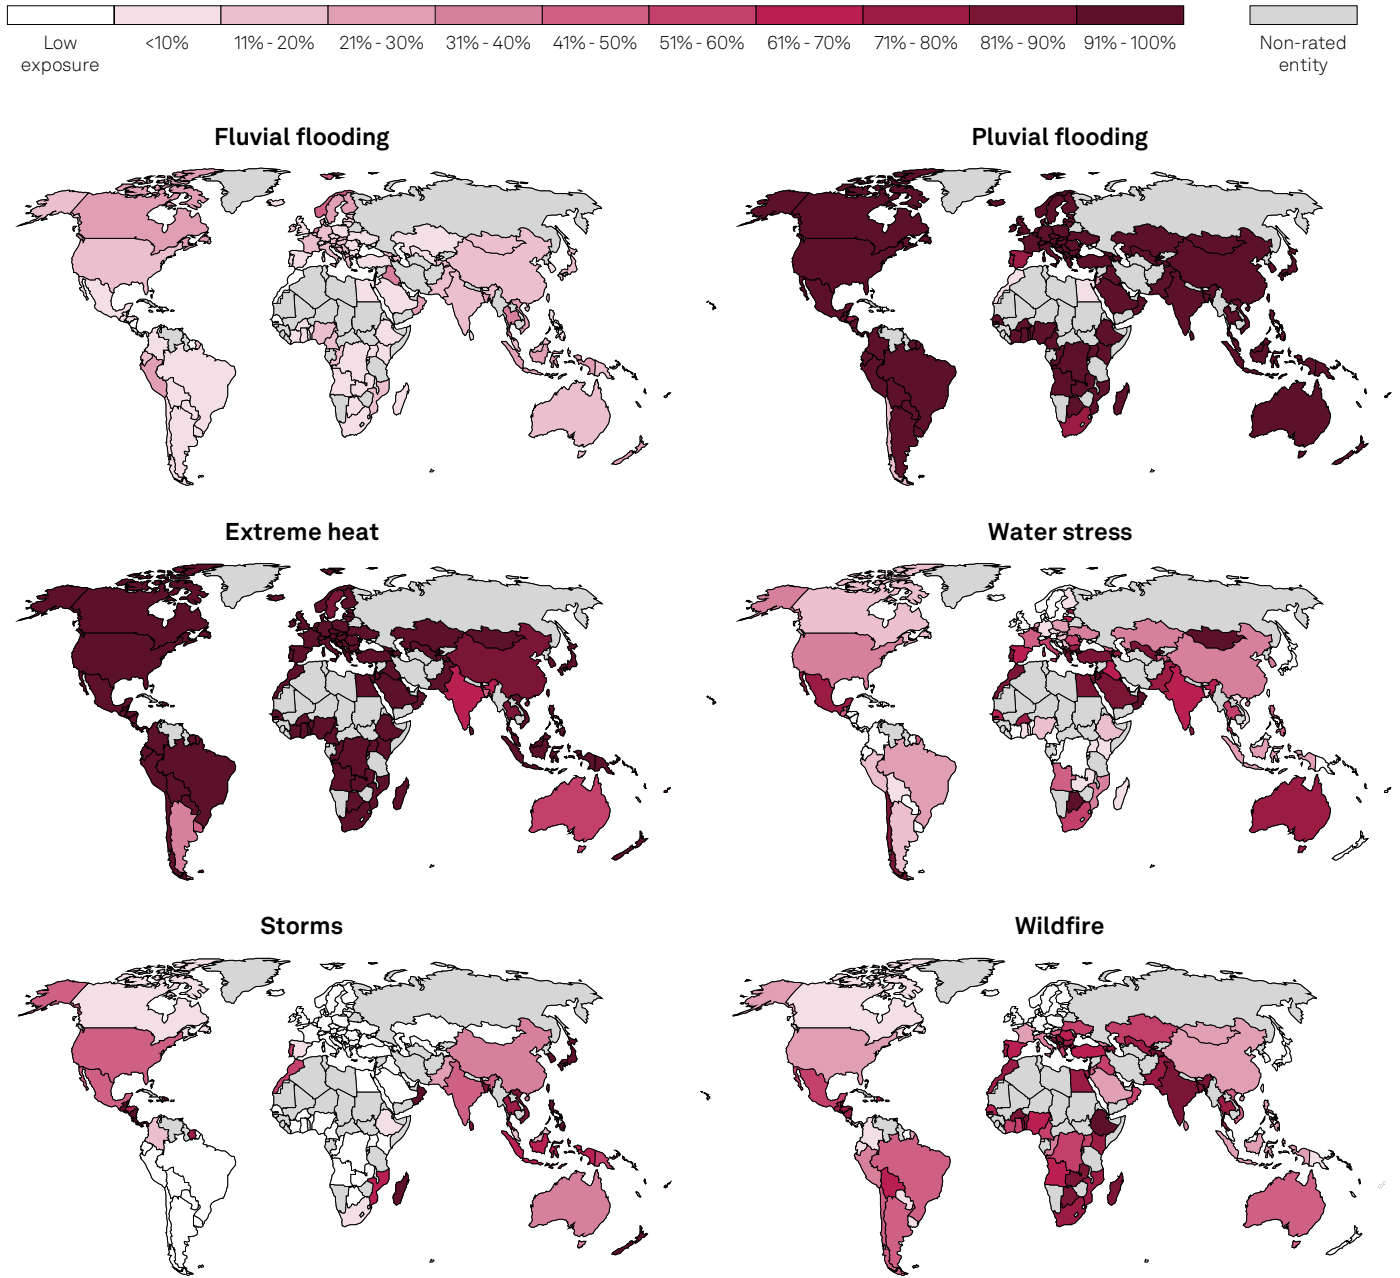 Low exposure
<10%
11% - 20%
21% - 30%
31% - 40%
41% - 50%
51% - 60%
61% - 70%
71% - 80%
81% - 90%
91% - 100%
Non-rated entity
Fluvial flooding
Pluvial flooding
Extreme heat
Water stress
Storms
Wildfire